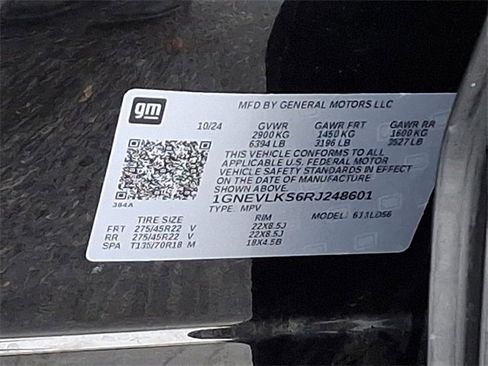 gm
MFD BY GENERAL MOTORS LLC
10/24 GVWR GAWR FRT GAWR RR
2900 KG 1450 KG 1600 KG
6394 LB 3196 LB 3527 LB
THIS VEHICLE CONFORMS TO ALL
APPLICABLE U.S. FEDERAL MOTOR
VEHICLE SAFETY STANDARDS IN EFFECT
ON THE DATE OF MANUFACTURE
SHOWN ABOVE.
384A 1GNEVLKS6RJ248601
TYPE: MPV MODEL:
TIRE SIZE RIM
FRT 275/45R22 V 22X8.5J
RR 275/45R22 V 22X8.5J
SPA T135/70R18 M 18X4.5B